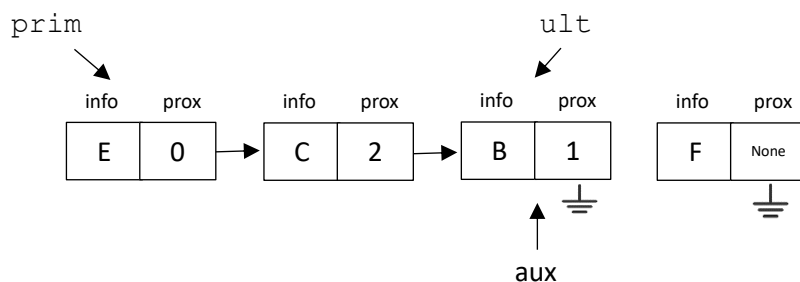 prim ult
info prox info prox info prox info prox
E 0 C 2 B 1 F None
aux